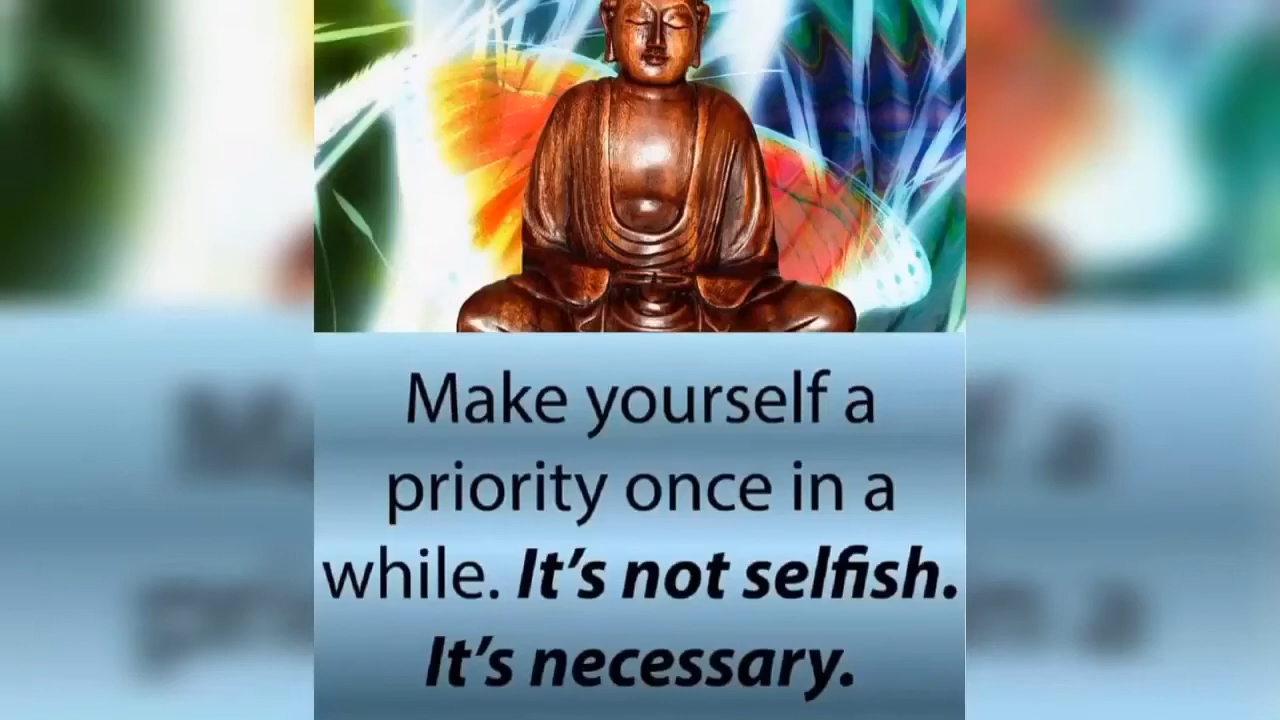 Make yourself a
priority once in a
while. It's not selfish.
It's necessary.